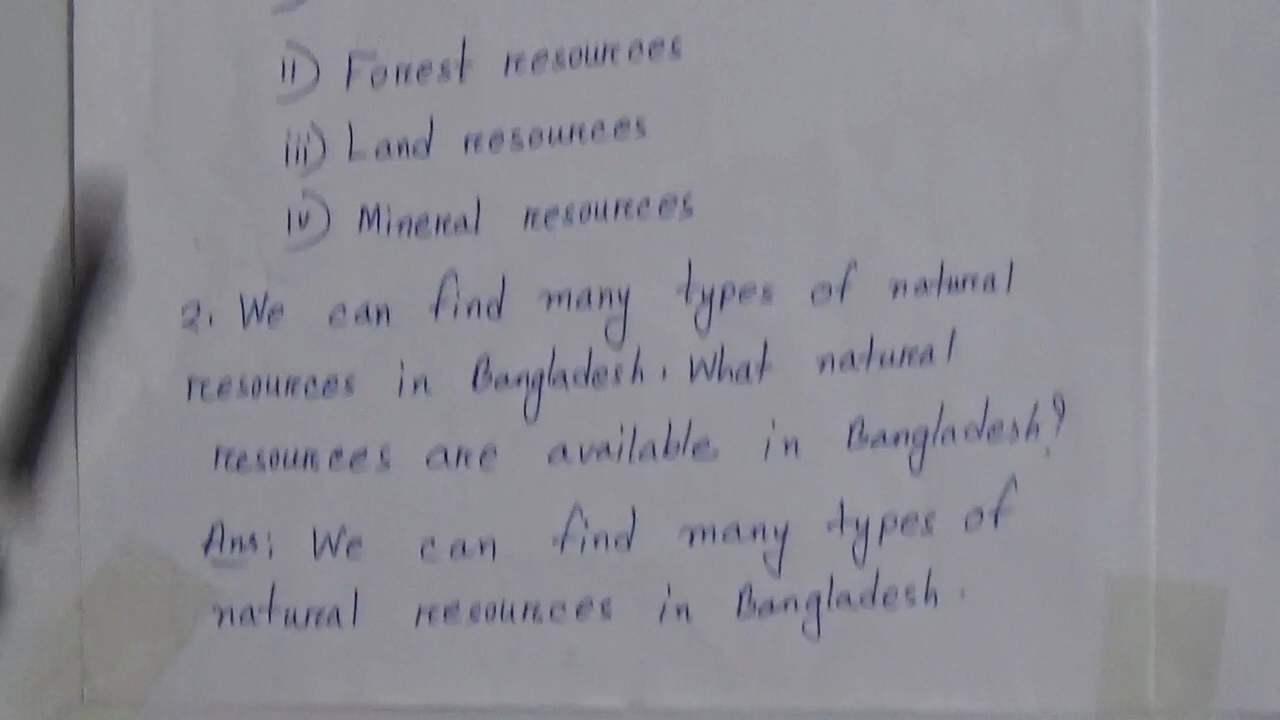 ii) Forrest resources
iii) Land resources
iv) Mineral resources
2. We can find many types of natural
resources in Bangladesh. What natural
resources are available in Bangladesh?
Ans: We can find many types of
natural resources in Bangladesh.